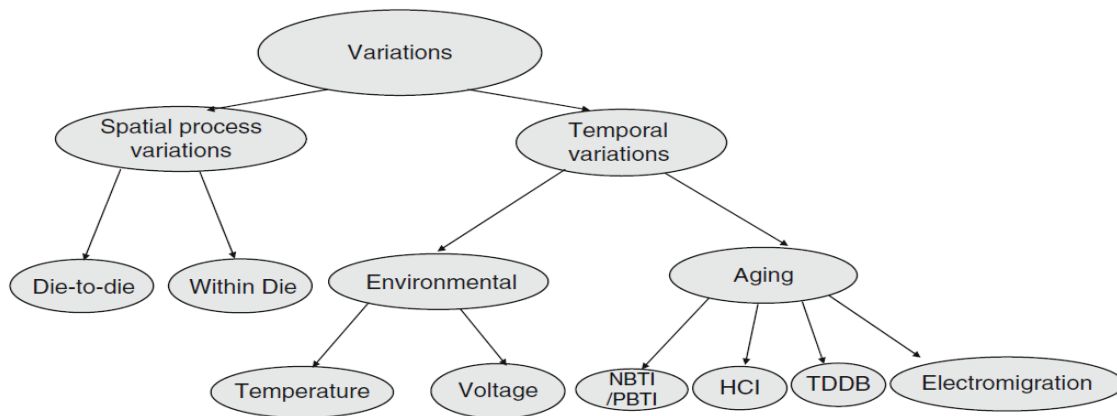 Variations
Spatial process
variations
Temporal
variations
Die-to-die
Within Die
Environmental
Aging
Temperature
Voltage
NBTI
/PBTI
HCI
TDDB
Electromigration